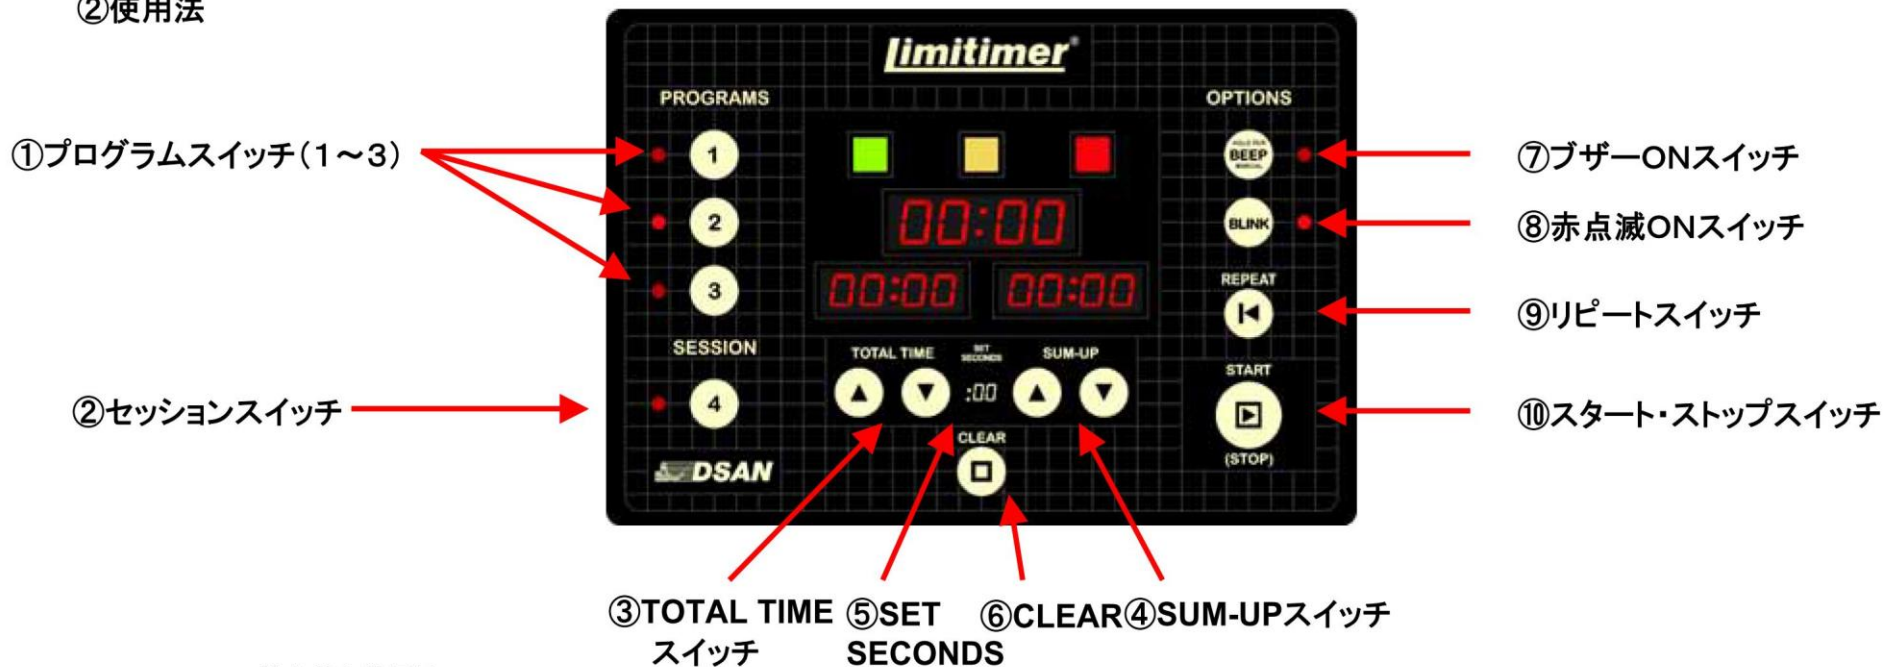 ②使用法
Limitimer®
PROGRAMS
OPTIONS
①プログラムスイッチ(1~3)
1
2
3
HOLD FOR
BEEP
MANUAL
BLINK
⑦ブザーONスイッチ
⑧赤点滅ONスイッチ
00:00
00:00 00:00
REPEAT
⑨リピートスイッチ
SESSION
4
②セッションスイッチ
TOTAL TIME
SET
SECONDS
:00
SUM-UP
CLEAR
START
(STOP)
⑩スタート・ストップスイッチ
DSAN
③TOTAL TIME
スイッチ
⑤SET
SECONDS
⑥CLEAR
④SUM-UPスイッチ